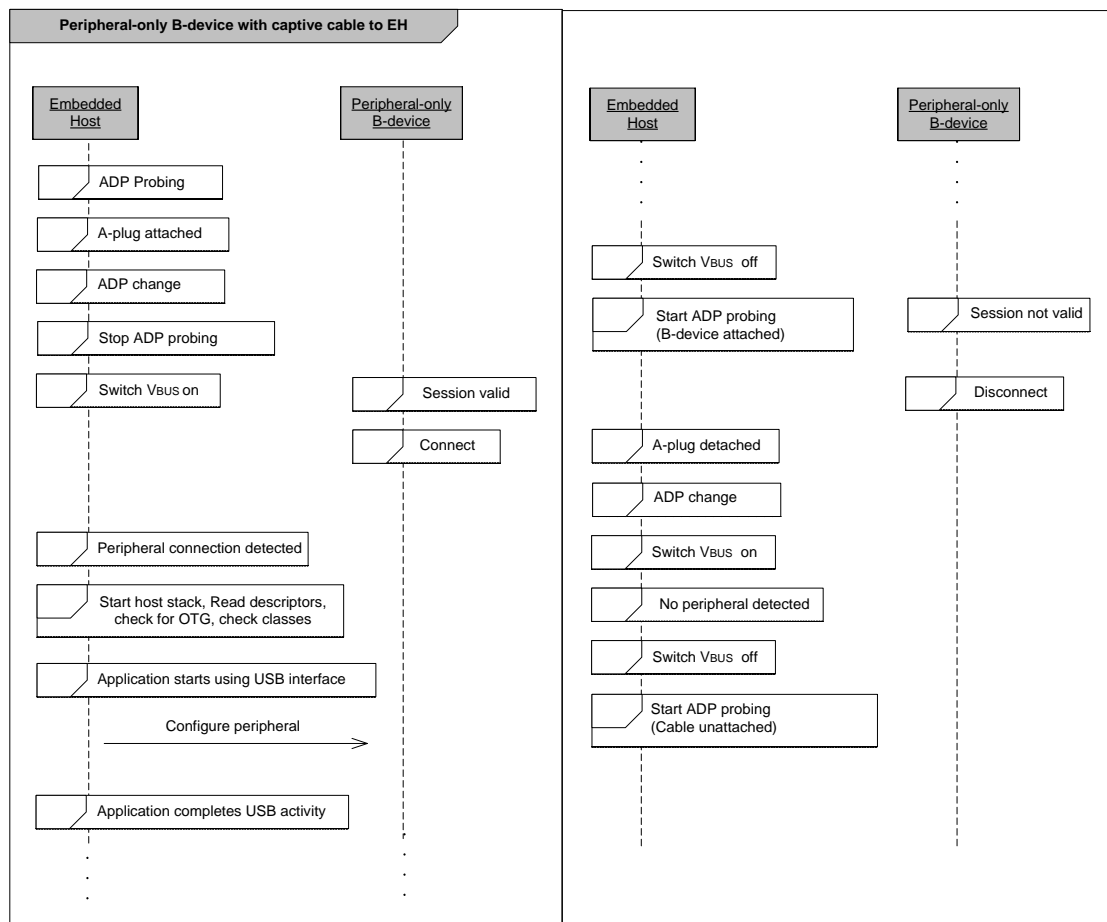 Peripheral-only B-device with captive cable to EH
Embedded
Host
Peripheral-only
B-device
ADP Probing
A-plug attached
ADP change
Stop ADP probing
Switch VBUS on
Session valid
Connect
Peripheral connection detected
Start host stack, Read descriptors,
check for OTG, check classes
Application starts using USB interface
Configure peripheral
Application completes USB activity
Embedded
Host
Peripheral-only
B-device
Switch VBUS off
Start ADP probing
(B-device attached)
Session not valid
Disconnect
A-plug detached
ADP change
Switch VBUS on
No peripheral detected
Switch VBUS off
Start ADP probing
(Cable unattached)